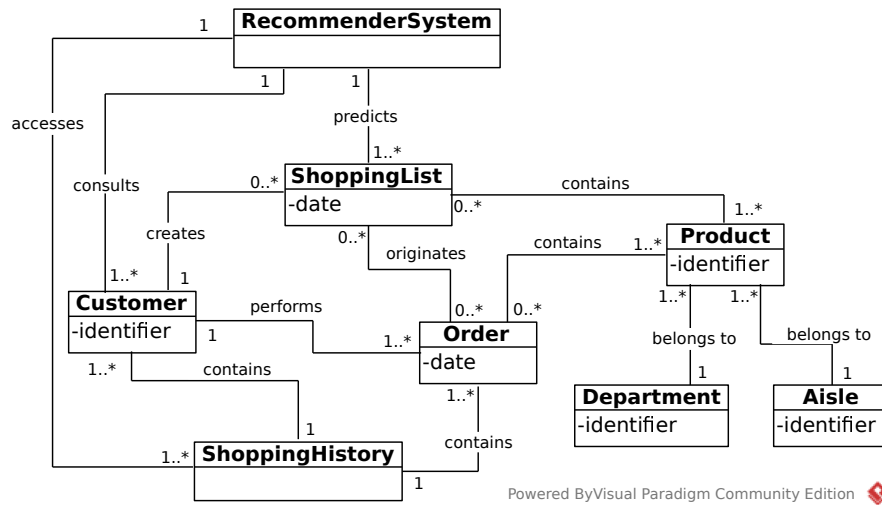 RecommenderSystem
1
1
1
accesses
predicts
1..*
ShoppingList
-date
consults
0..*
0..*
contains
1..*
creates
0..*
originates
contains
1..*
Product
-identifier
1..*
1
Customer
-identifier
1
performs
1..*
0..*
0..*
Order
-date
1..*
1..*
belongs to
belongs to
1
1
Department
-identifier
Aisle
-identifier
1..*
contains
1
1..*
contains
1
1..*
ShoppingHistory
Powered ByVisual Paradigm Community Edition